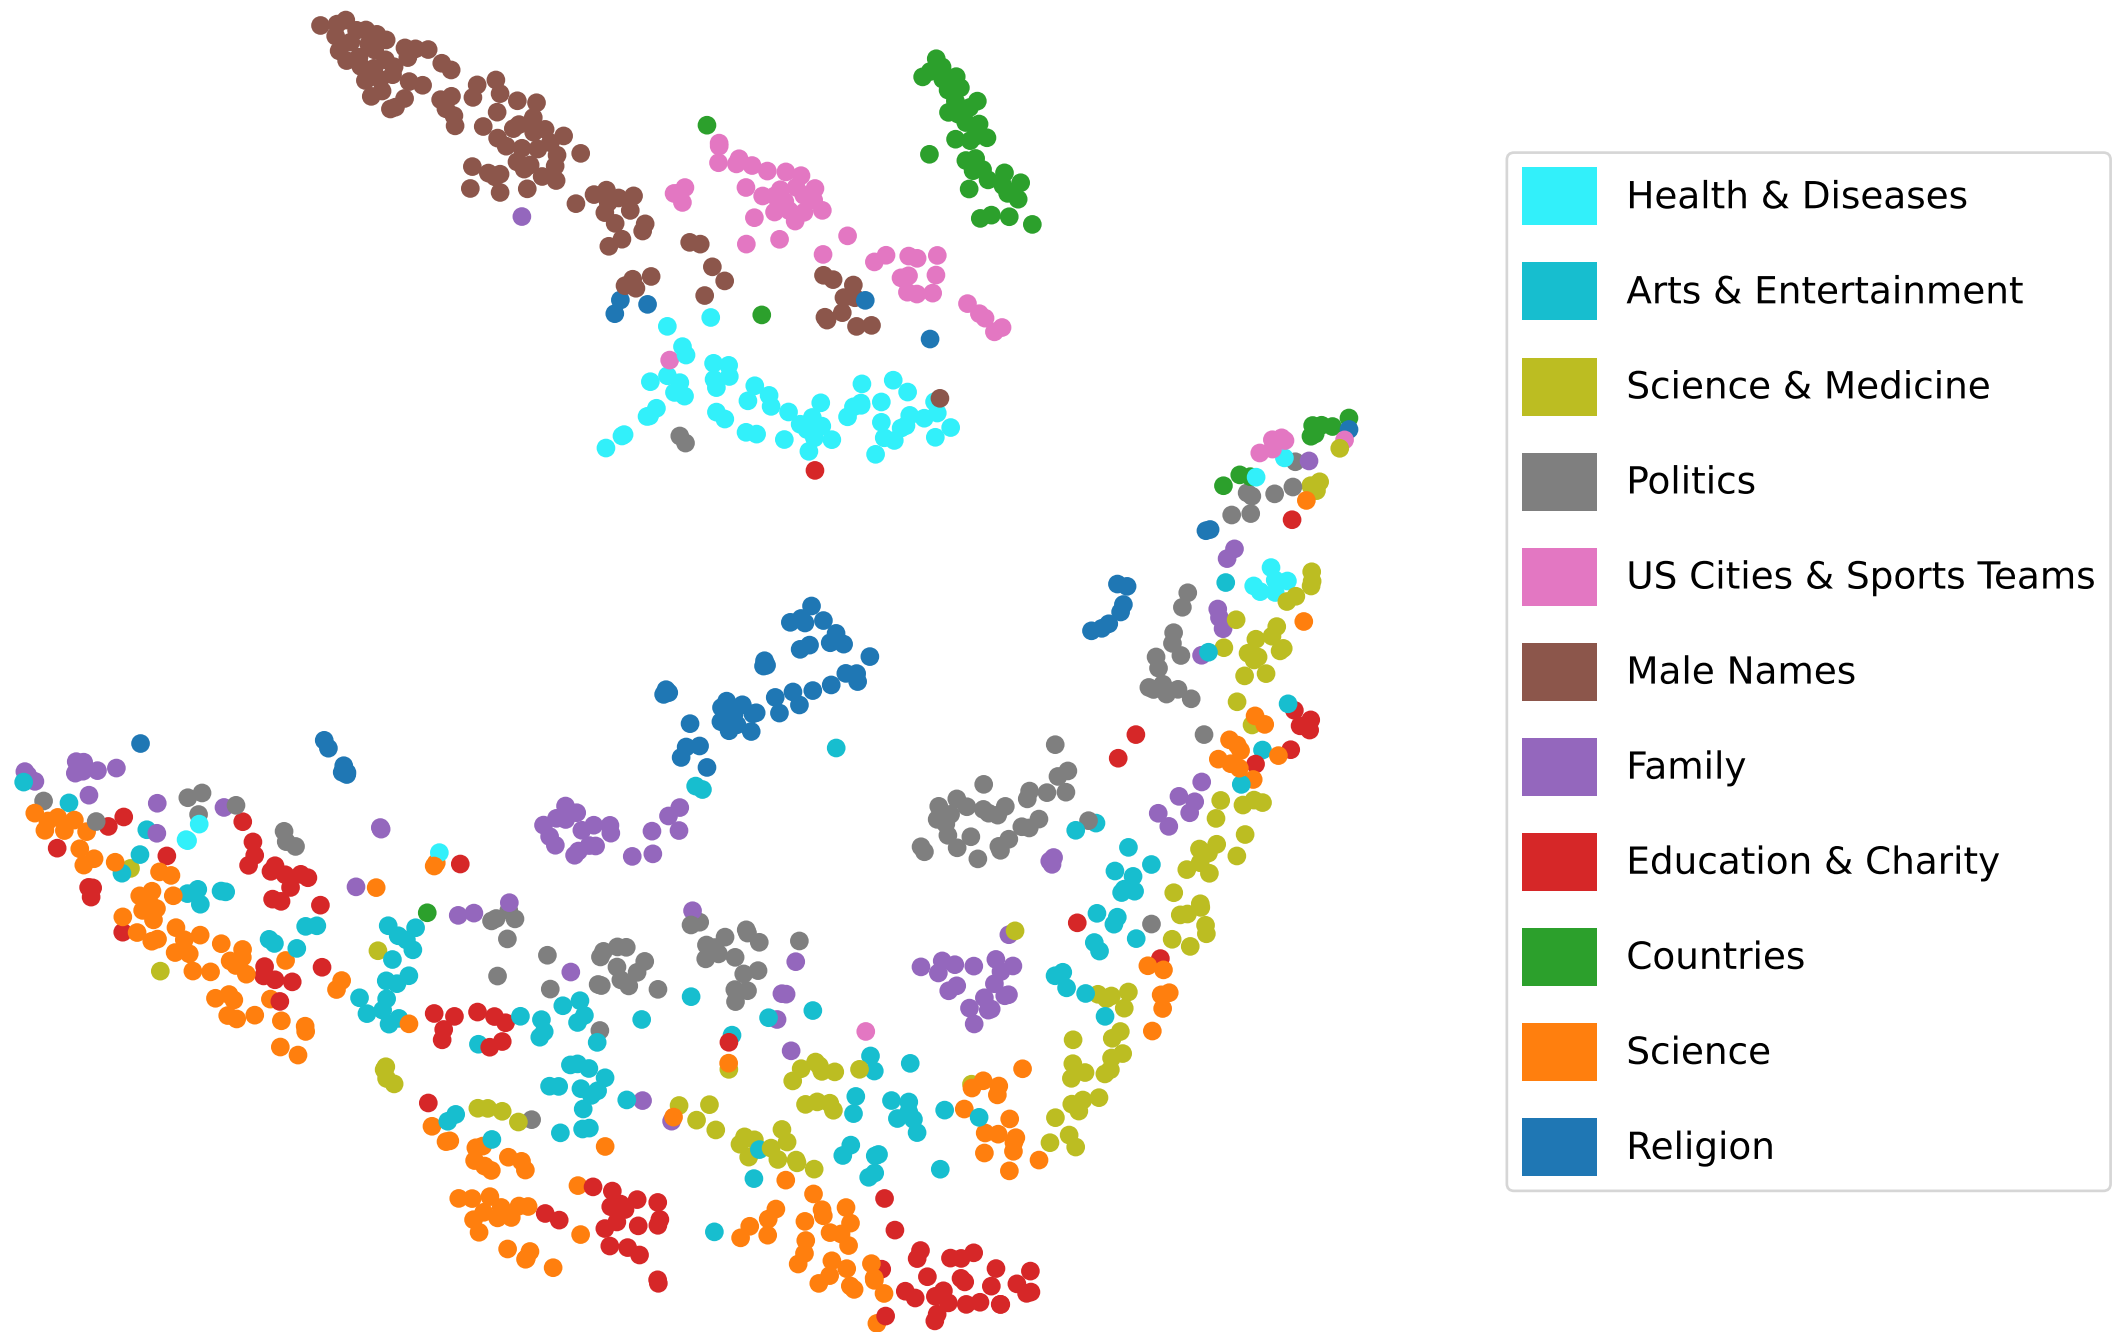 Health & Diseases
Arts & Entertainment
Science & Medicine
Politics
US Cities & Sports Teams
Male Names
Family
Education & Charity
Countries
Science
Religion